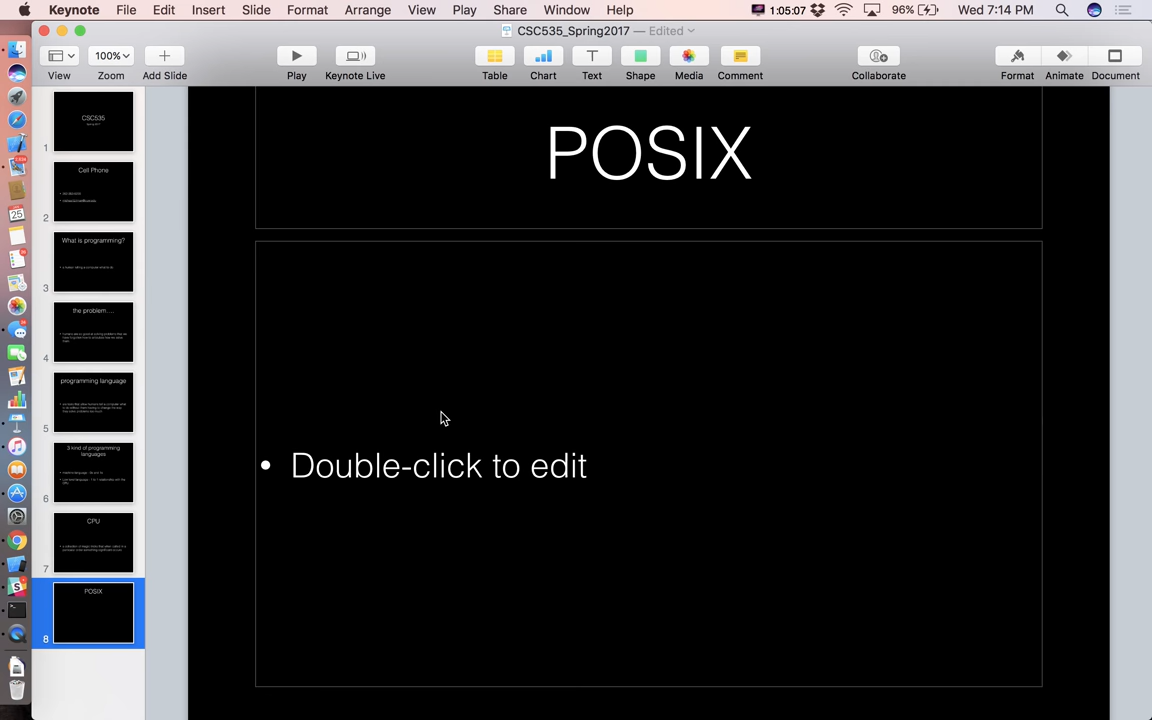 Keynote File Edit Insert Slide Format Arrange View Play Share Window Help 1:05:07 96% Wed 7:14 PM
CSC535_Spring2017 — Edited
100%
View Zoom Add Slide Play Keynote Live Table Chart Text Shape Media Comment Collaborate Format Animate Document
CSC535
1
Cell Phone
2
What is programming?
3
the problem....
4
programming language
5
3 kind of programming
languages
6
CPU
7
POSIX
8
POSIX
• Double-click to edit
25